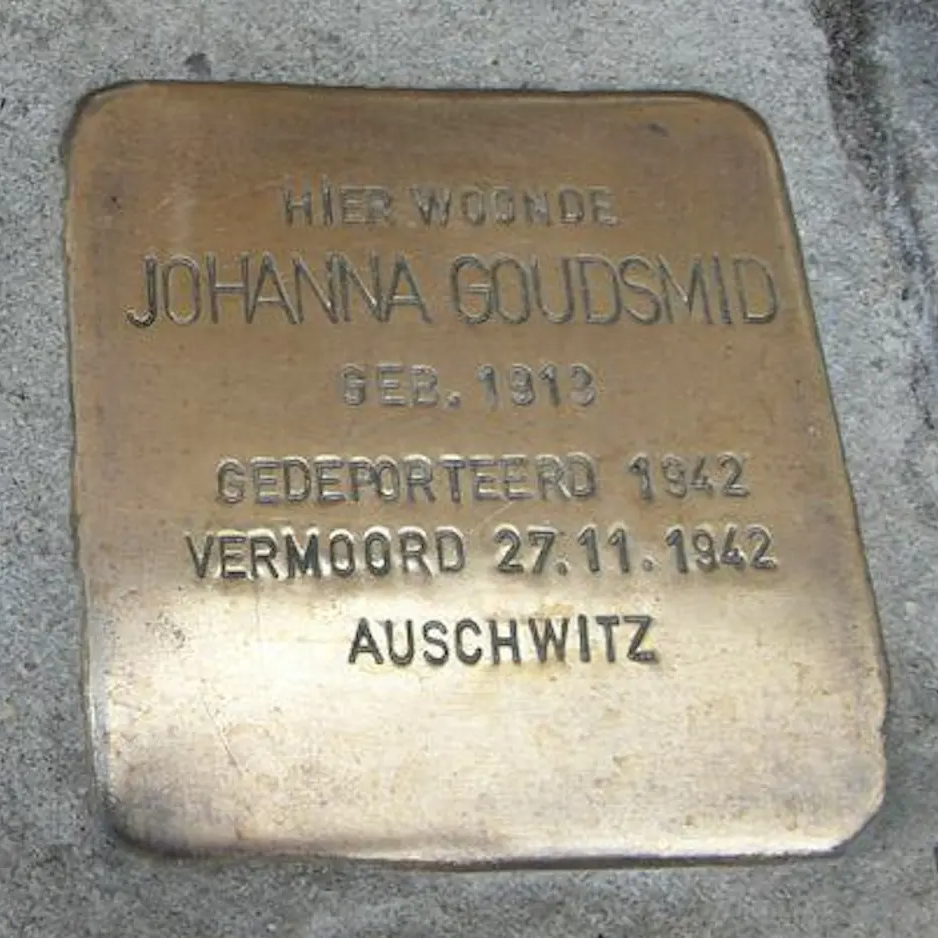 HIER WOONDE
JOHANNA GOUDSMID
GEB. 1913
GEDEPORTEERD 1942
VERMOORD 27.11.1942
AUSCHWITZ